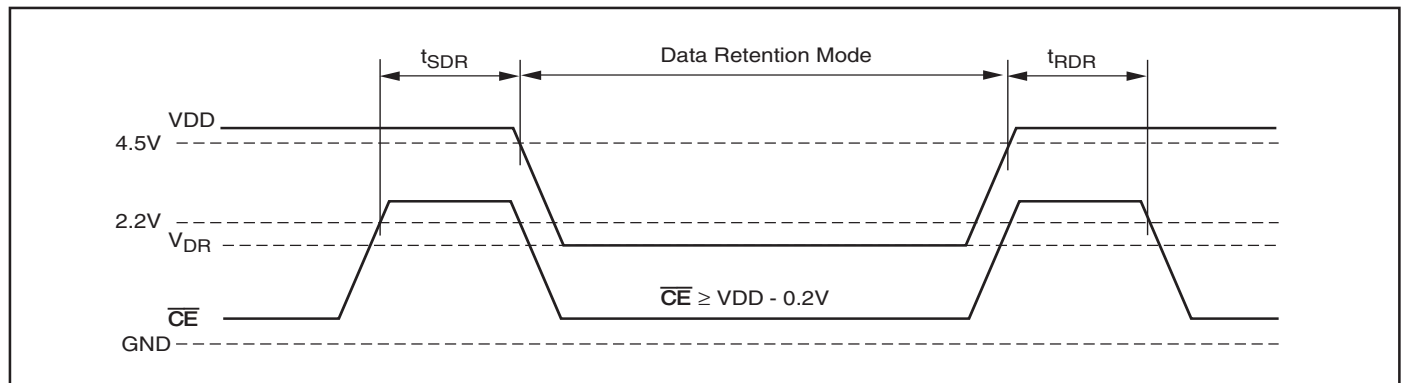 tSDR Data Retention Mode tRDR
VDD
4.5V
2.2V
VDR
CE ≥ VDD - 0.2V
CE
GND